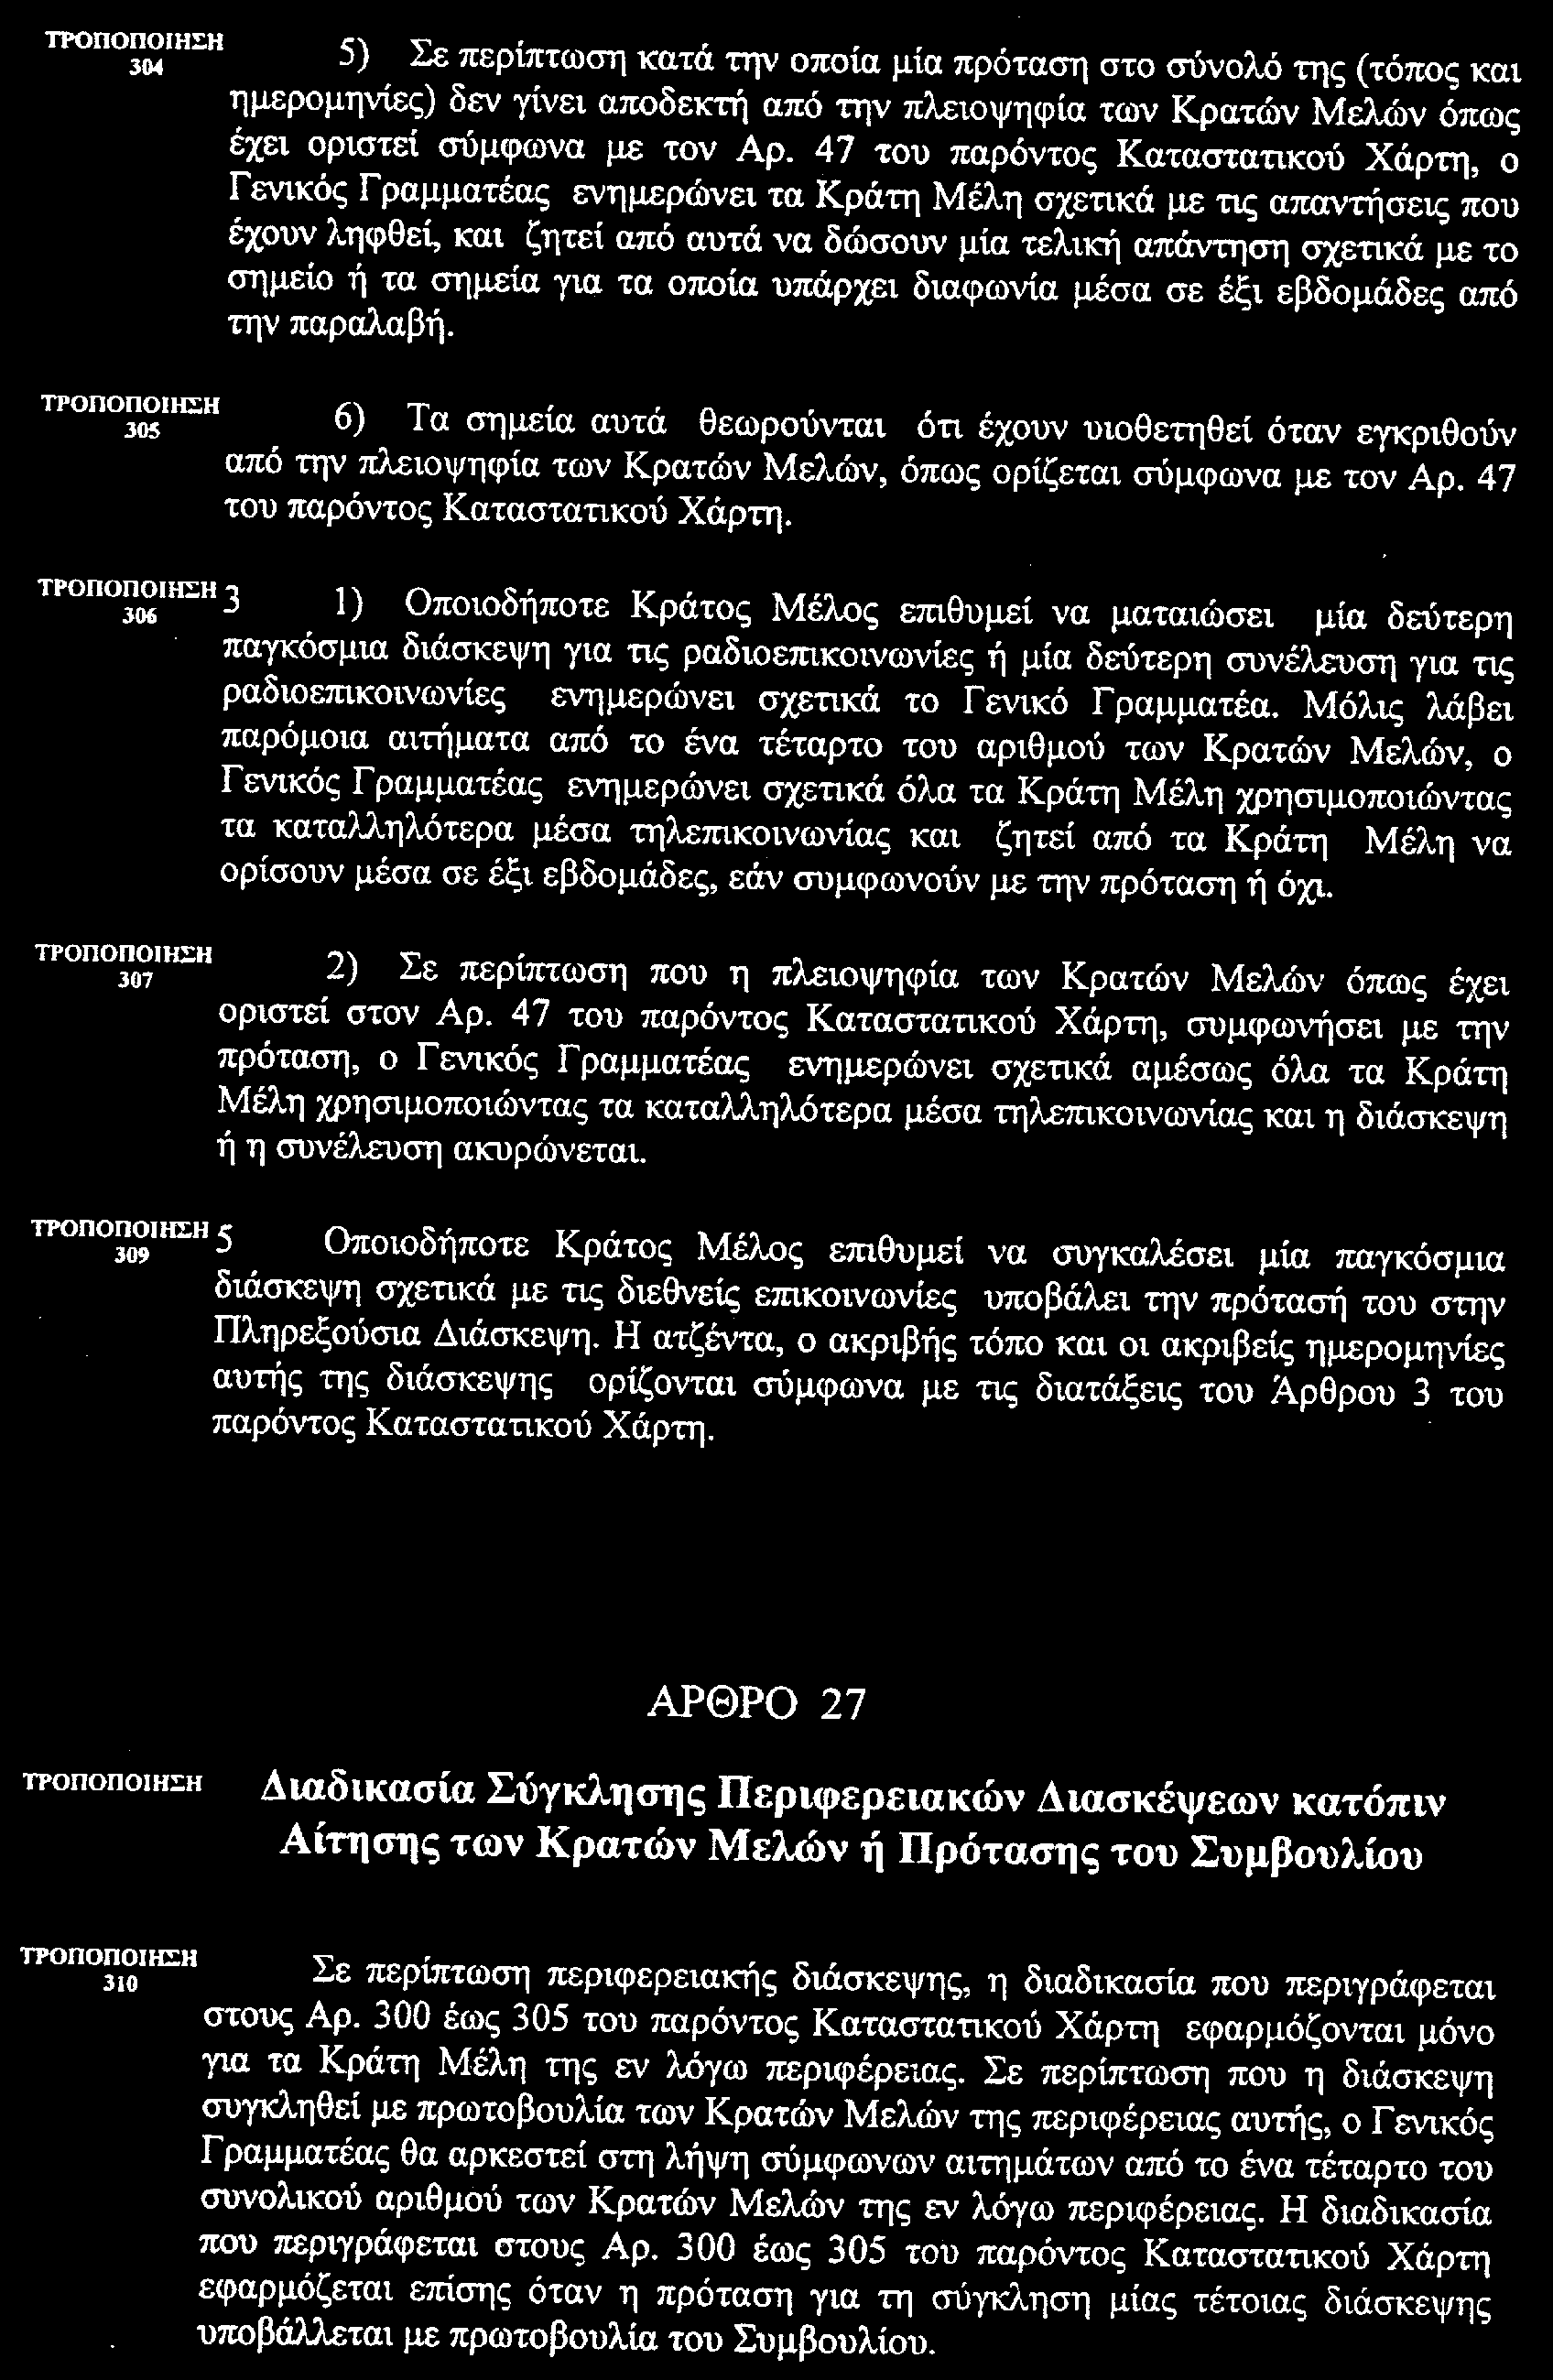 ΤΡΟΠΟΠΟΙΗΣΗ
304
5) Σε περίπτωση κατά την οποία μία πρόταση στο σύνολό της (τόπος και
ημερομηνίες) δεν γίνει αποδεκτή από την πλειοψηφία των Κρατών Μελών όπως
έχει οριστεί σύμφωνα με τον Αρ. 47 του παρόντος Καταστατικού Χάρτη, ο
Γενικός Γραμματέας ενημερώνει τα Κράτη Μέλη σχετικά με τις απαντήσεις που
έχουν ληφθεί, και ζητεί από αυτά να δώσουν μία τελική απάντηση σχετικά με το
σημείο ή τα σημεία για τα οποία υπάρχει διαφωνία μέσα σε έξι εβδομάδες από
την παραλαβή.
ΤΡΟΠΟΠΟΙΗΣΗ
305
6) Τα σημεία αυτά θεωρούνται ότι έχουν υιοθετηθεί όταν εγκριθούν
από την πλειοψηφία των Κρατών Μελών, όπως ορίζεται σύμφωνα με τον Αρ. 47
του παρόντος Καταστατικού Χάρτη.
ΤΡΟΠΟΠΟΙΗΣΗ
306
3 1) Οποιοδήποτε Κράτος Μέλος επιθυμεί να ματαιώσει μία δεύτερη
παγκόσμια διάσκεψη για τις ραδιοεπικοινωνίες ή μία δεύτερη συνέλευση για τις
ραδιοεπικοινωνίες ενημερώνει σχετικά το Γενικό Γραμματέα. Μόλις λάβει
παρόμοια αιτήματα από το ένα τέταρτο του αριθμού των Κρατών Μελών, ο
Γενικός Γραμματέας ενημερώνει σχετικά όλα τα Κράτη Μέλη χρησιμοποιώντας
τα καταλληλότερα μέσα τηλεπικοινωνίας και ζητεί από τα Κράτη Μέλη να
ορίσουν μέσα σε έξι εβδομάδες, εάν συμφωνούν με την πρόταση ή όχι.
ΤΡΟΠΟΠΟΙΗΣΗ
307
2) Σε περίπτωση που η πλειοψηφία των Κρατών Μελών όπως έχει
οριστεί στον Αρ. 47 του παρόντος Καταστατικού Χάρτη, συμφωνήσει με την
πρόταση, ο Γενικός Γραμματέας ενημερώνει σχετικά αμέσως όλα τα Κράτη
Μέλη χρησιμοποιώντας τα καταλληλότερα μέσα τηλεπικοινωνίας και η διάσκεψη
ή η συνέλευση ακυρώνεται.
ΤΡΟΠΟΠΟΙΗΣΗ
309
5 Οποιοδήποτε Κράτος Μέλος επιθυμεί να συγκαλέσει μία παγκόσμια
διάσκεψη σχετικά με τις διεθνείς επικοινωνίες υποβάλει την πρότασή του στην
Πληρεξούσια Διάσκεψη. Η ατζέντα, ο ακριβής τόπο και οι ακριβείς ημερομηνίες
αυτής της διάσκεψης ορίζονται σύμφωνα με τις διατάξεις του Άρθρου 3 του
παρόντος Καταστατικού Χάρτη.
ΑΡΘΡΟ 27
ΤΡΟΠΟΠΟΙΗΣΗ
Διαδικασία Σύγκλησης Περιφερειακών Διασκέψεων κατόπιν
Αίτησης των Κρατών Μελών ή Πρότασης του Συμβουλίου
ΤΡΟΠΟΠΟΙΗΣΗ
310
Σε περίπτωση περιφερειακής διάσκεψης, η διαδικασία που περιγράφεται
στους Αρ. 300 έως 305 του παρόντος Καταστατικού Χάρτη εφαρμόζονται μόνο
για τα Κράτη Μέλη της εν λόγω περιφέρειας. Σε περίπτωση που η διάσκεψη
συγκληθεί με πρωτοβουλία των Κρατών Μελών της περιφέρειας αυτής, ο Γενικός
Γραμματέας θα αρκεστεί στη λήψη σύμφωνων αιτημάτων από το ένα τέταρτο του
συνολικού αριθμού των Κρατών Μελών της εν λόγω περιφέρειας. Η διαδικασία
που περιγράφεται στους Αρ. 300 έως 305 του παρόντος Καταστατικού Χάρτη
εφαρμόζεται επίσης όταν η πρόταση για τη σύγκληση μίας τέτοιας διάσκεψης
υποβάλλεται με πρωτοβουλία του Συμβουλίου.